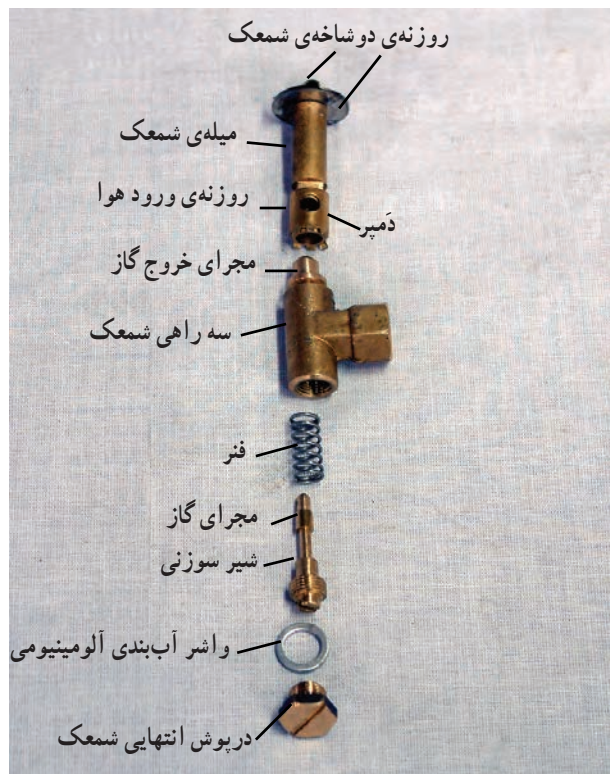 روزنه‌ی دوشاخه‌ی شمعک
میله‌ی شمعک
روزنه‌ی ورود هوا
دَمپر
مجرای خروج گاز
سه راهی شمعک
فنر
مجرای گاز
شیر سوزنی
واشر آب‌بندی آلومینیومی
درپوش انتهایی شمعک